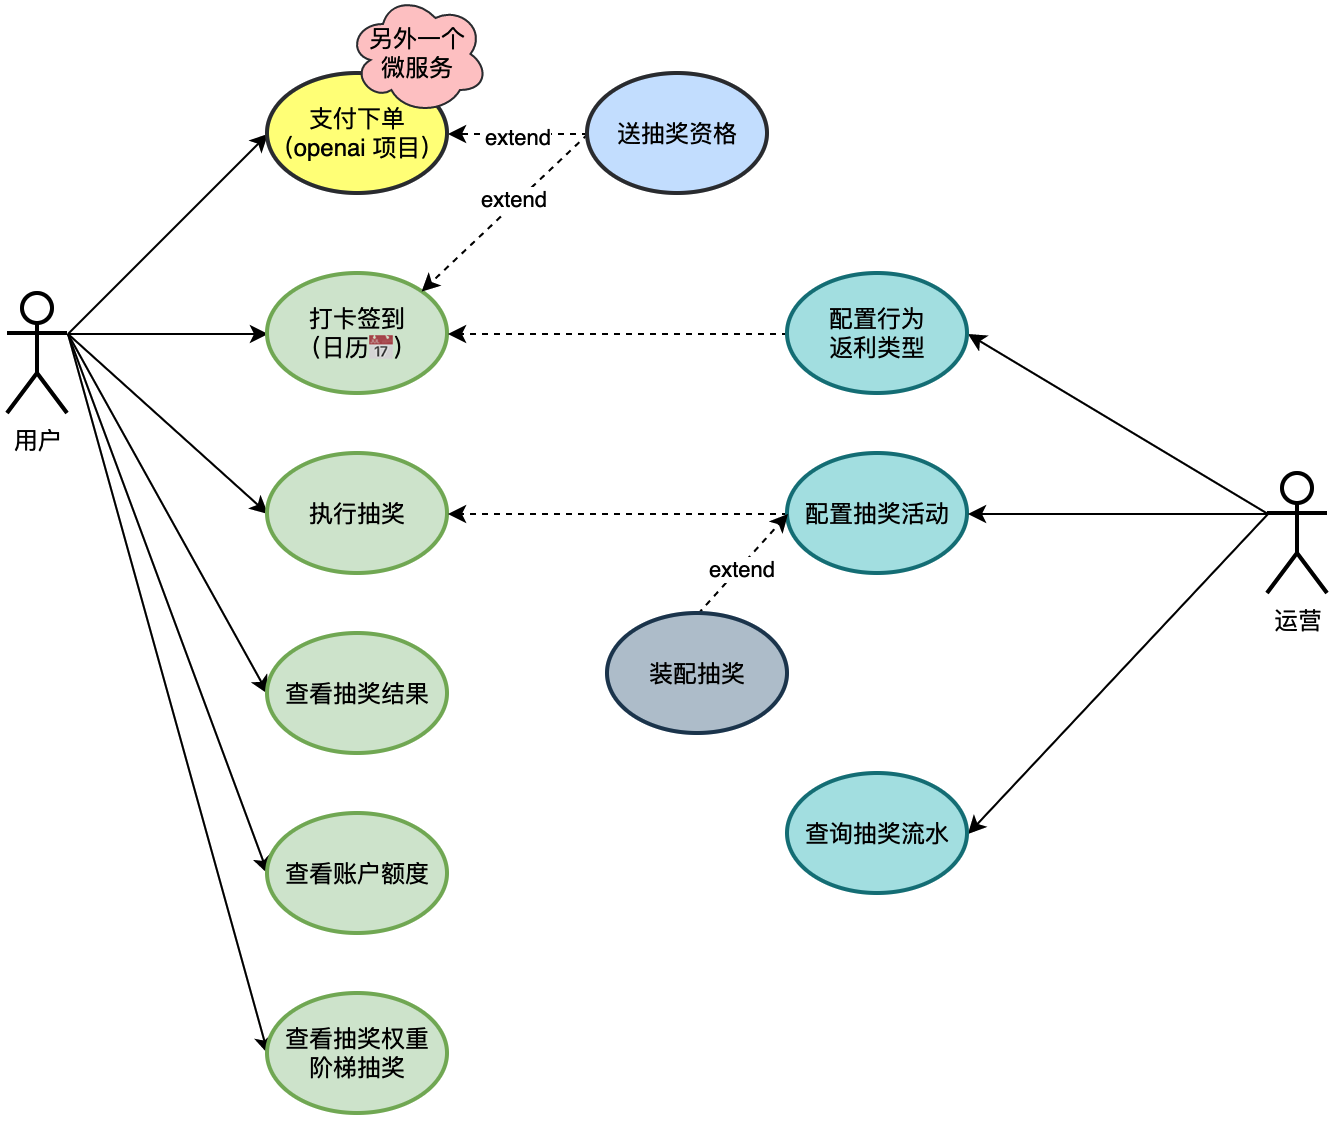 另外一个
微服务
支付下单
（openai 项目）
extend
送抽奖资格
extend
打卡签到
（日历📅）
17
配置行为
返利类型
用户
执行抽奖
配置抽奖活动
extend
运营
查看抽奖结果
装配抽奖
查询抽奖流水
查看账户额度
查看抽奖权重
阶梯抽奖